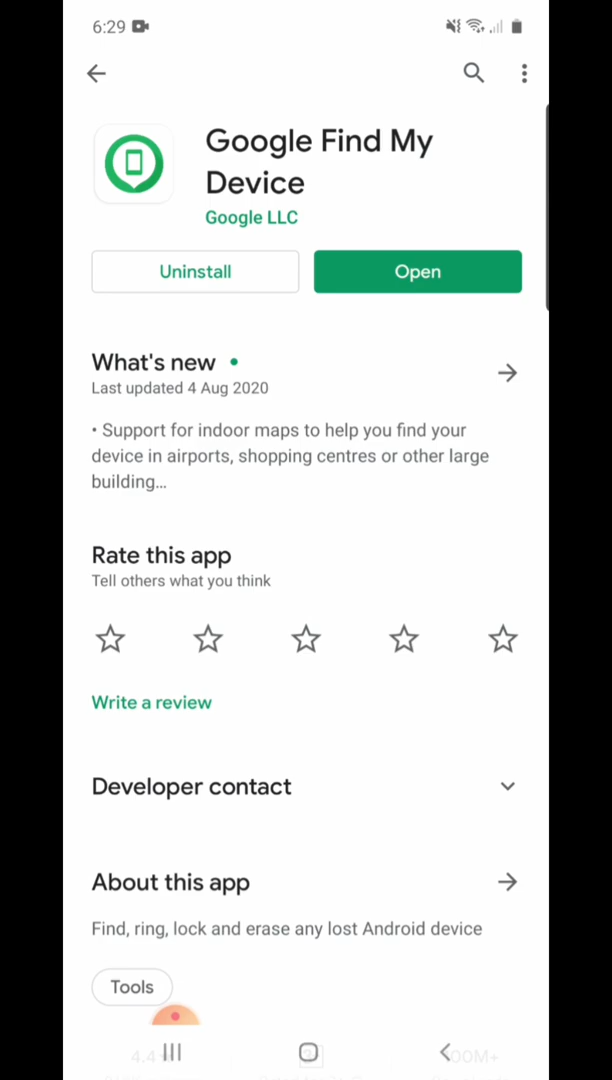 6:29
Google Find My
Device
Google LLC
Uninstall
Open
What's new
Last updated 4 Aug 2020
• Support for indoor maps to help you find your
device in airports, shopping centres or other large
building...
Rate this app
Tell others what you think
Write a review
Developer contact
About this app
Find, ring, lock and erase any lost Android device
Tools
4.4
00M+